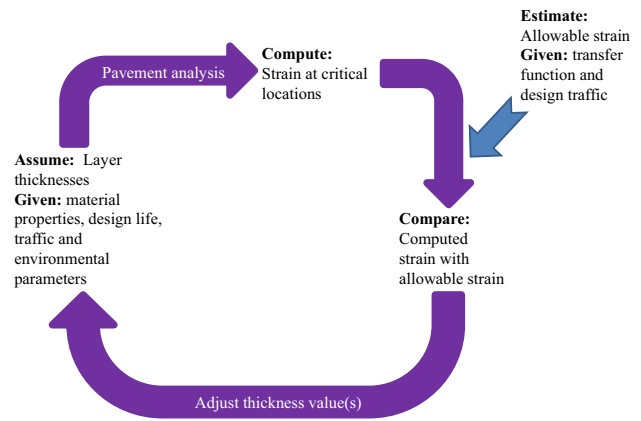 Estimate:
Allowable strain
Given: transfer
function and
design traffic
Compute:
Strain at critical
locations
Pavement analysis
Assume: Layer
thicknesses
Given: material
properties, design life,
traffic and
environmental
parameters
Compare:
Computed
strain with
allowable strain
Adjust thickness value(s)